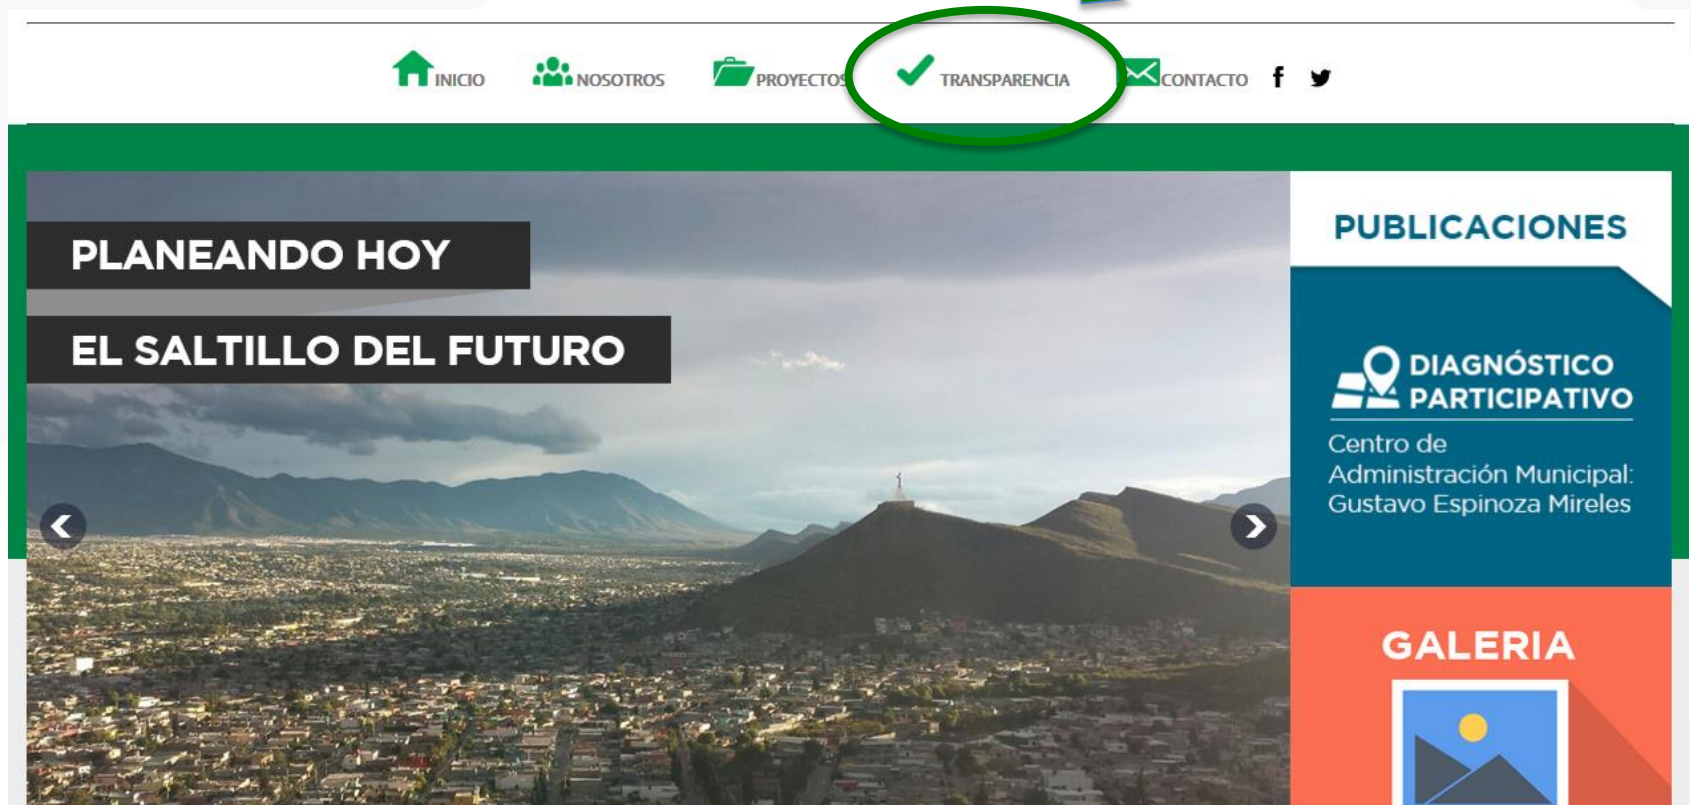 INICIO
NOSOTROS
PROYECTOS
TRANSPARENCIA
CONTACTO
PLANEANDO HOY
EL SALTILLO DEL FUTURO
PUBLICACIONES
DIAGNÓSTICO
PARTICIPATIVO
Centro de
Administración Municipal:
Gustavo Espinoza Mireles
GALERIA